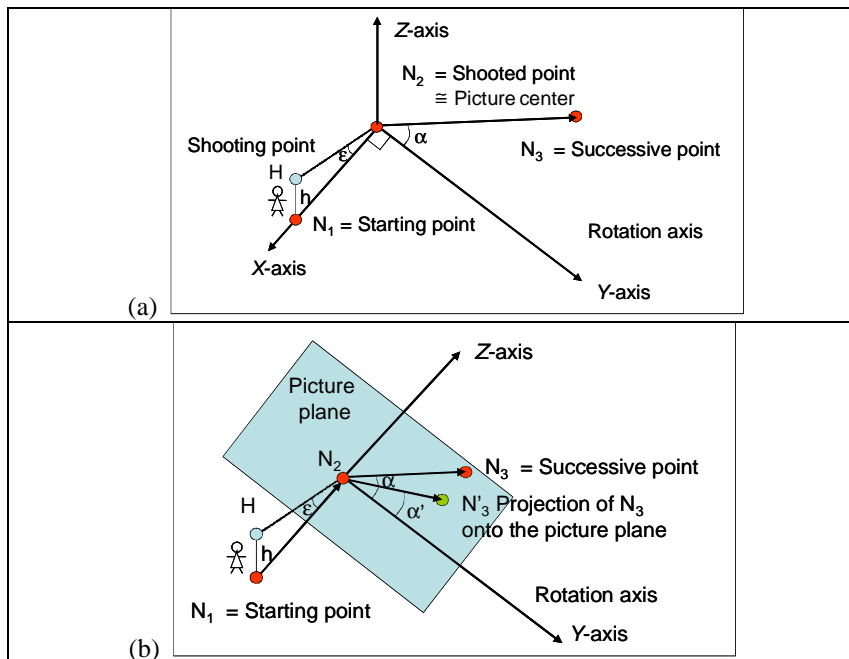 Z-axis
N2 = Shooted point
≅ Picture center
α
Shooting point
ε
H
N3 = Successive point
h
N1 = Starting point
Rotation axis
X-axis
Y-axis
(a)
Z-axis
Picture
plane
N2
N3 = Successive point
α
N'3 Projection of N3
α'
onto the picture plane
H
ε
h
N1 = Starting point
Rotation axis
Y-axis
(b)